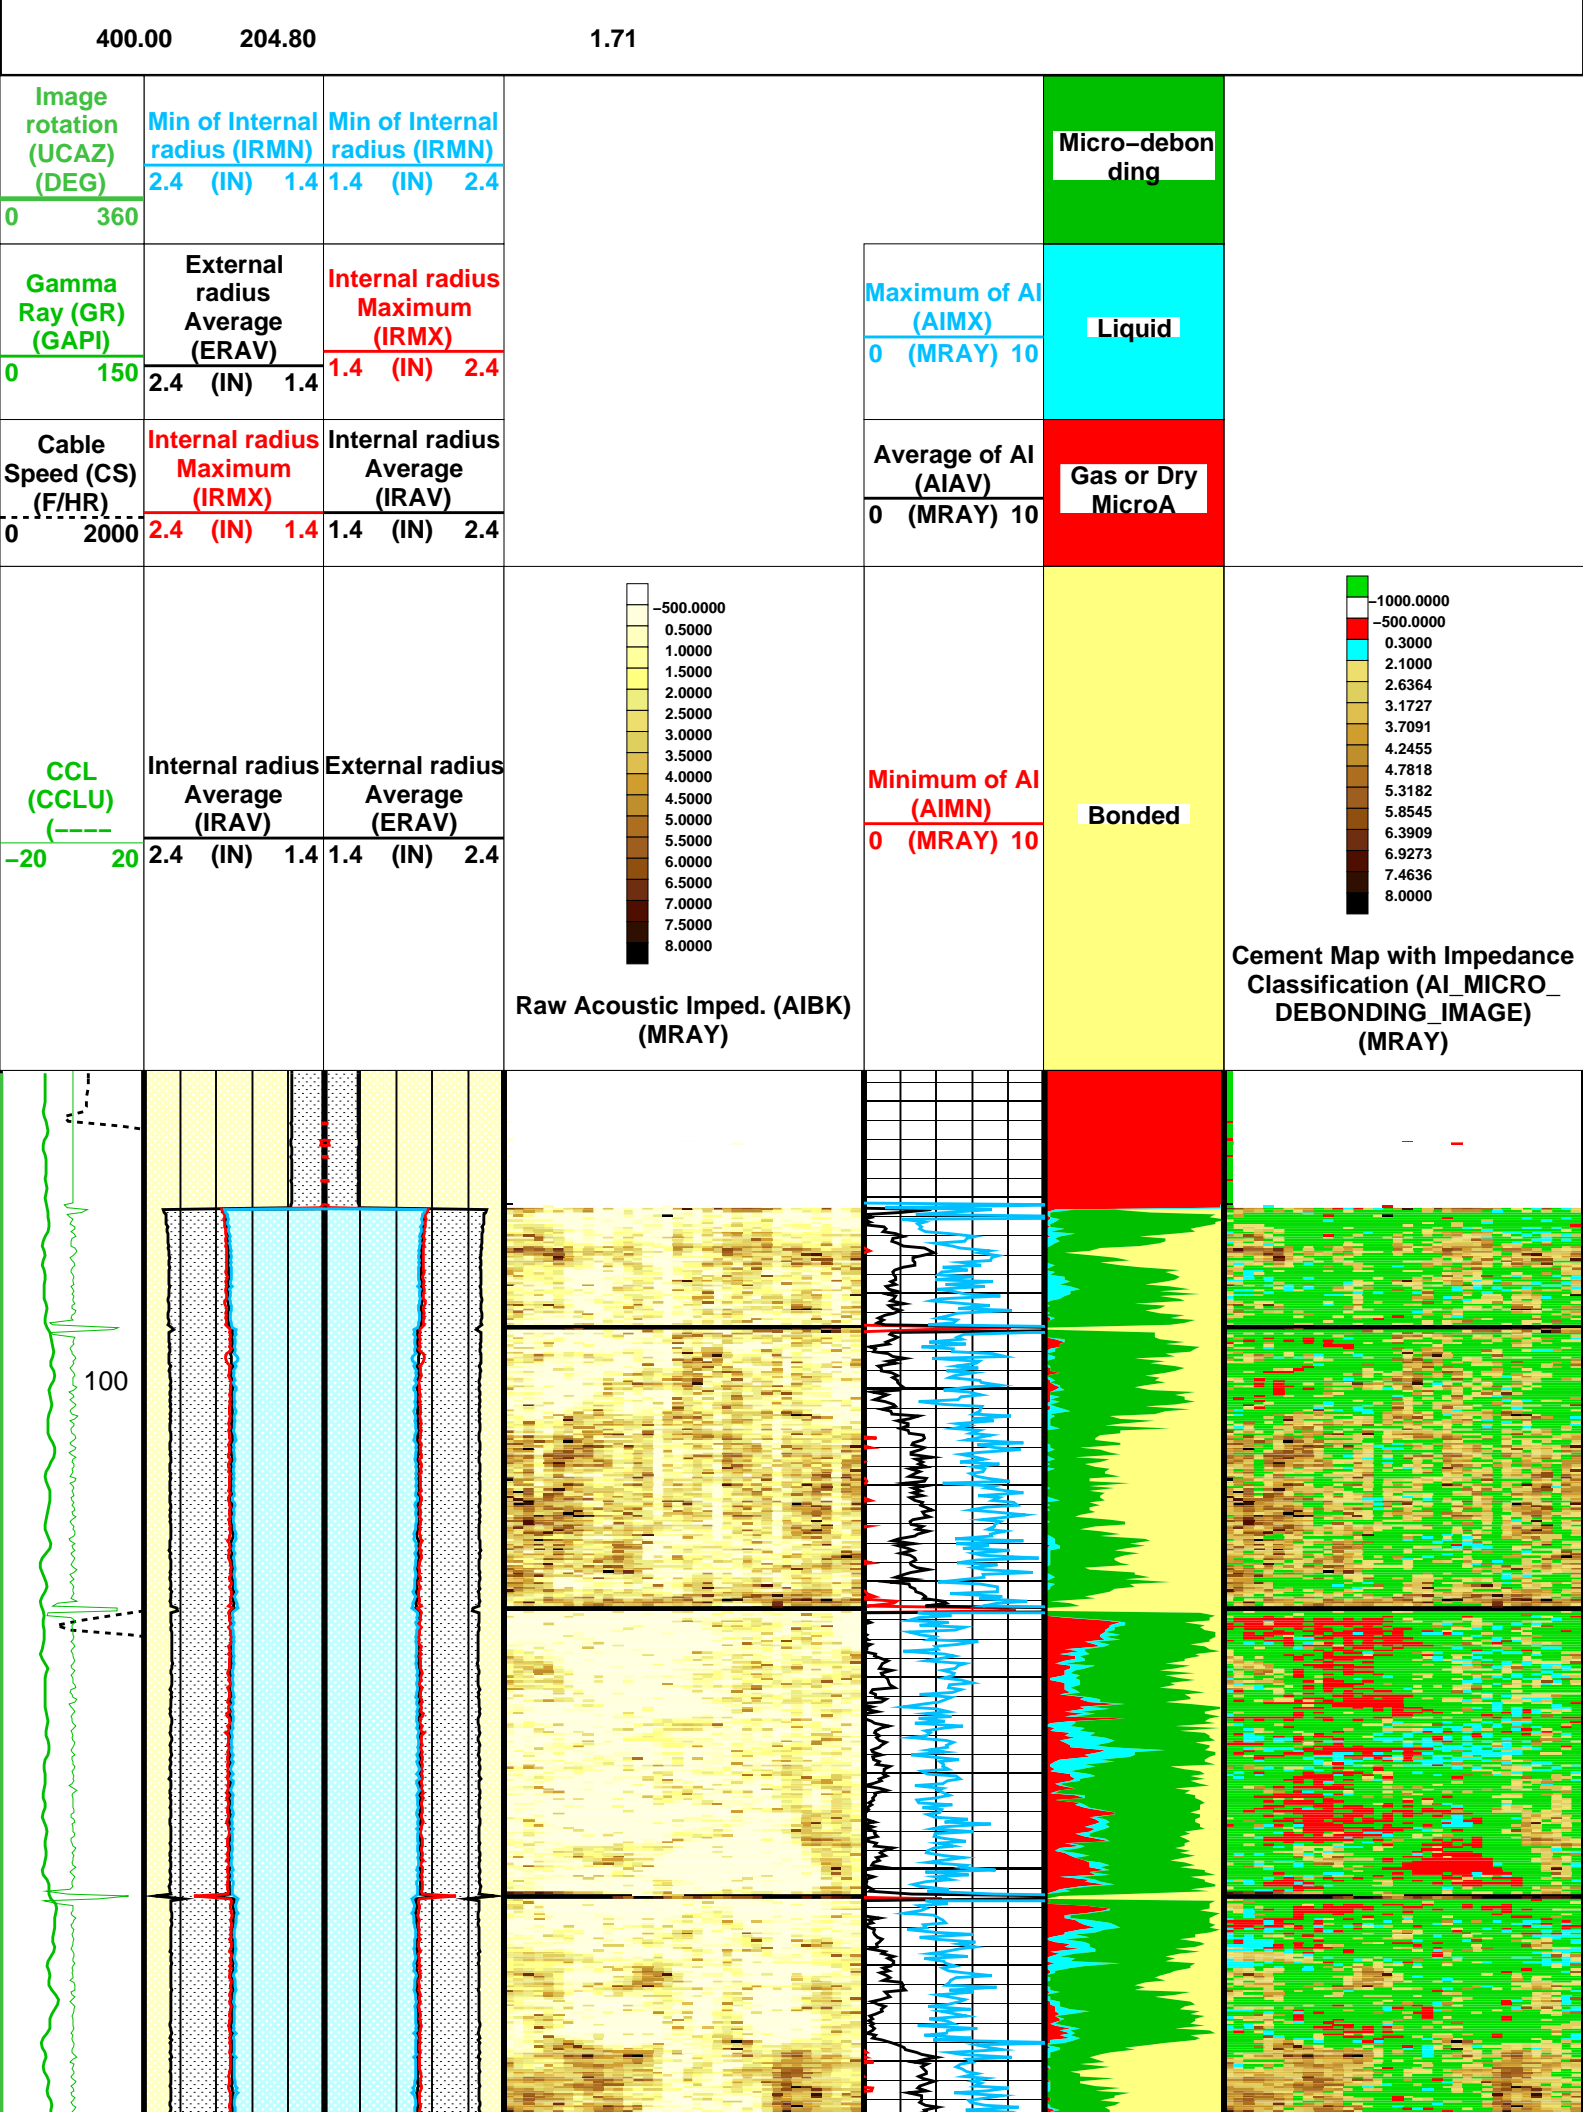 400.00 204.80 1.71
Image
rotation
(UCAZ)
(DEG)
0 360
Min of Internal
radius (IRMN)
2.4 (IN) 1.4
Min of Internal
radius (IRMN)
1.4 (IN) 2.4
Micro–debon
ding
Gamma
Ray (GR)
(GAPI)
0 150
External
radius
Average
(ERAV)
2.4 (IN) 1.4
Internal radius
Maximum
(IRMX)
1.4 (IN) 2.4
Maximum of AI
(AIMX)
0 (MRAY) 10
Liquid
Cable
Speed (CS)
(F/HR)
0 2000
Internal radius
Maximum
(IRMX)
2.4 (IN) 1.4
Internal radius
Average
(IRAV)
1.4 (IN) 2.4
Average of AI
(AIAV)
0 (MRAY) 10
Gas or Dry
MicroA
CCL
(CCLU)
(––––
–20 20
Internal radius
Average
(IRAV)
2.4 (IN) 1.4
External radius
Average
(ERAV)
1.4 (IN) 2.4
–500.0000
0.5000
1.0000
1.5000
2.0000
2.5000
3.0000
3.5000
4.0000
4.5000
5.0000
5.5000
6.0000
6.5000
7.0000
7.5000
8.0000
Raw Acoustic Imped. (AIBK)
(MRAY)
Minimum of AI
(AIMN)
0 (MRAY) 10
Bonded
–1000.0000
–500.0000
0.3000
2.1000
2.6364
3.1727
3.7091
4.2455
4.7818
5.3182
5.8545
6.3909
6.9273
7.4636
8.0000
Cement Map with Impedance
Classification (AI_MICRO_
DEBONDING_IMAGE)
(MRAY)
100